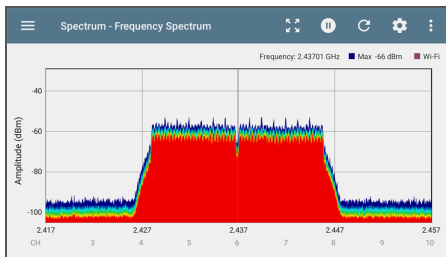 Spectrum - Frequency Spectrum
Frequency: 2.43701 GHz Max -66 dBm Wi-Fi
Amplitude (dBm)
-40
-60
-80
-100
2.417 2.427 2.437 2.447 2.457
CH 3 4 5 6 7 8 9 10